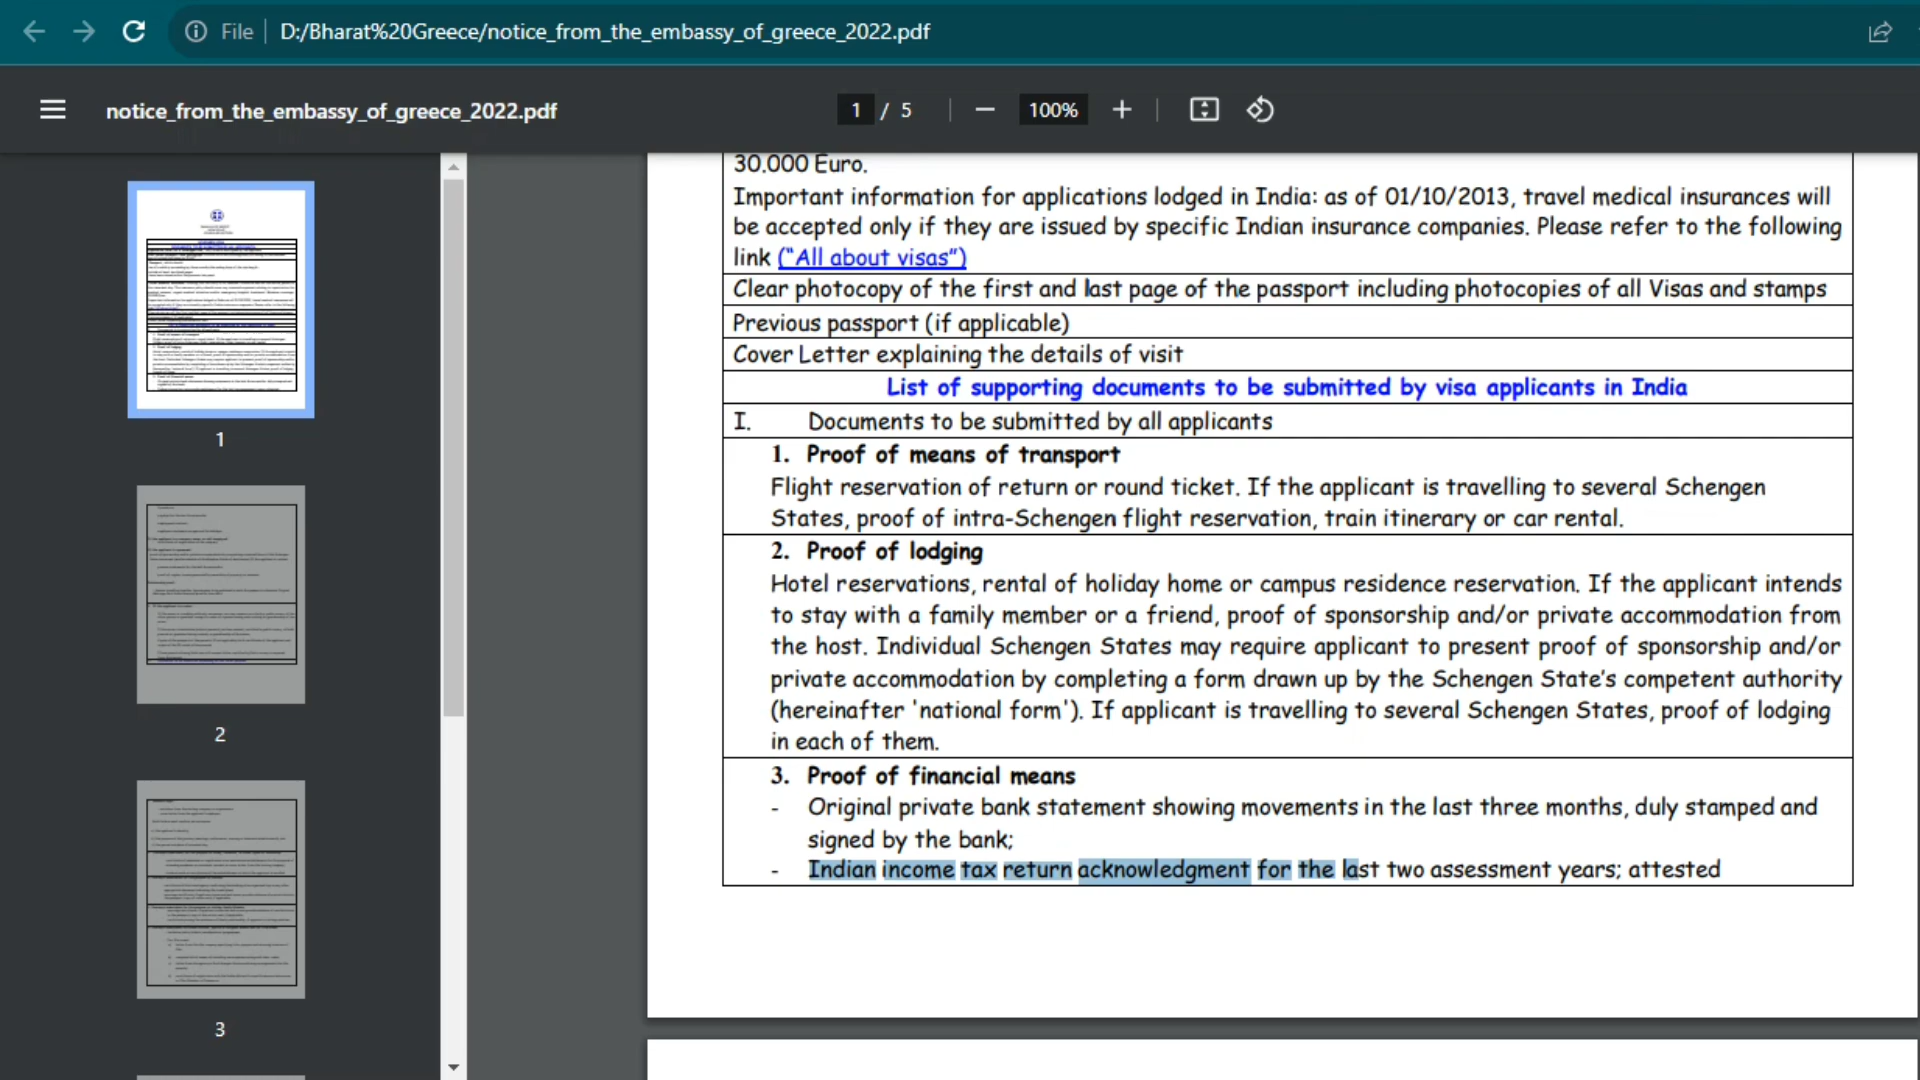 File | D:/Bharat%20Greece/notice_from_the_embassy_of_greece_2022.pdf
notice_from_the_embassy_of_greece_2022.pdf
1 / 5
100%
30.000 Euro.
Important information for applications lodged in India: as of 01/10/2013, travel medical insurances will
be accepted only if they are issued by specific Indian insurance companies. Please refer to the following
link ("All about visas")
Clear photocopy of the first and last page of the passport including photocopies of all Visas and stamps
Previous passport (if applicable)
Cover Letter explaining the details of visit
List of supporting documents to be submitted by visa applicants in India
I. Documents to be submitted by all applicants
1. Proof of means of transport
Flight reservation of return or round ticket. If the applicant is travelling to several Schengen
States, proof of intra-Schengen flight reservation, train itinerary or car rental.
2. Proof of lodging
Hotel reservations, rental of holiday home or campus residence reservation. If the applicant intends
to stay with a family member or a friend, proof of sponsorship and/or private accommodation from
the host. Individual Schengen States may require applicant to present proof of sponsorship and/or
private accommodation by completing a form drawn up by the Schengen State's competent authority
(hereinafter 'national form'). If applicant is travelling to several Schengen States, proof of lodging
in each of them.
3. Proof of financial means
- Original private bank statement showing movements in the last three months, duly stamped and
signed by the bank;
- Indian income tax return acknowledgment for the last two assessment years; attested
1
2
3